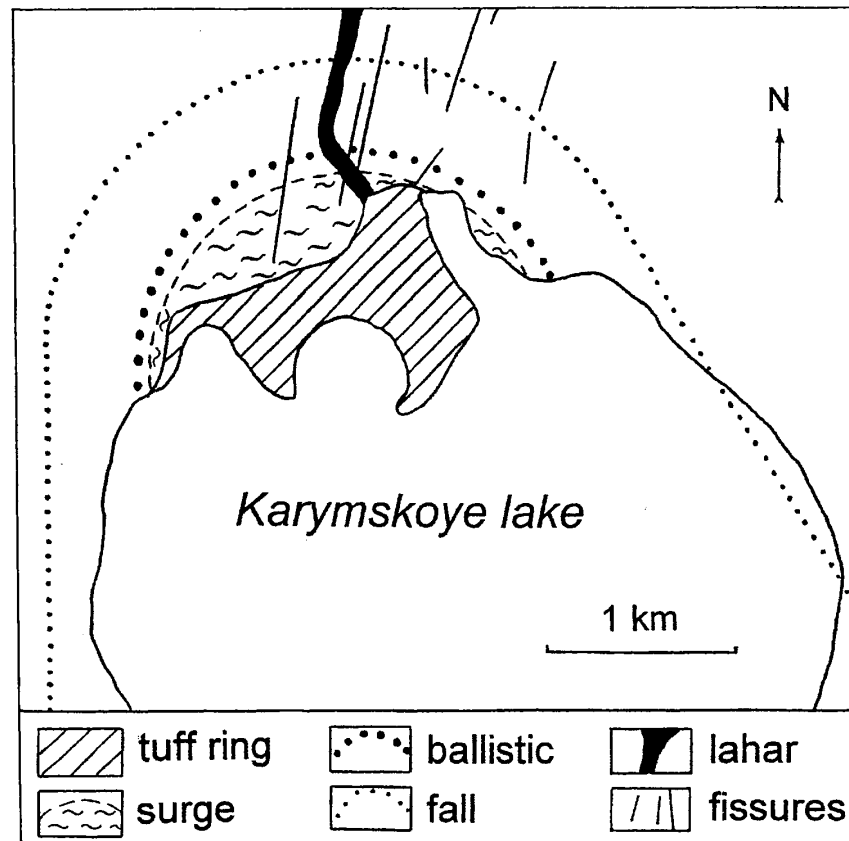 N
Karymskoye lake
1 km
tuff ring
ballistic
lahar
surge
fall
fissures